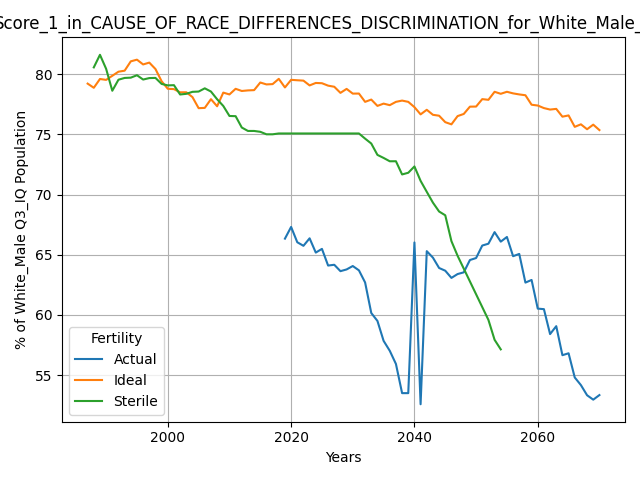 Score_1_in_CAUSE_OF_RACE_DIFFERENCES_DISCRIMINATION_for_White_Male_
% of White_Male Q3_IQ Population
80
75
70
65
60
55
Fertility
Actual
Ideal
Sterile
2000
2020
2040
2060
Years